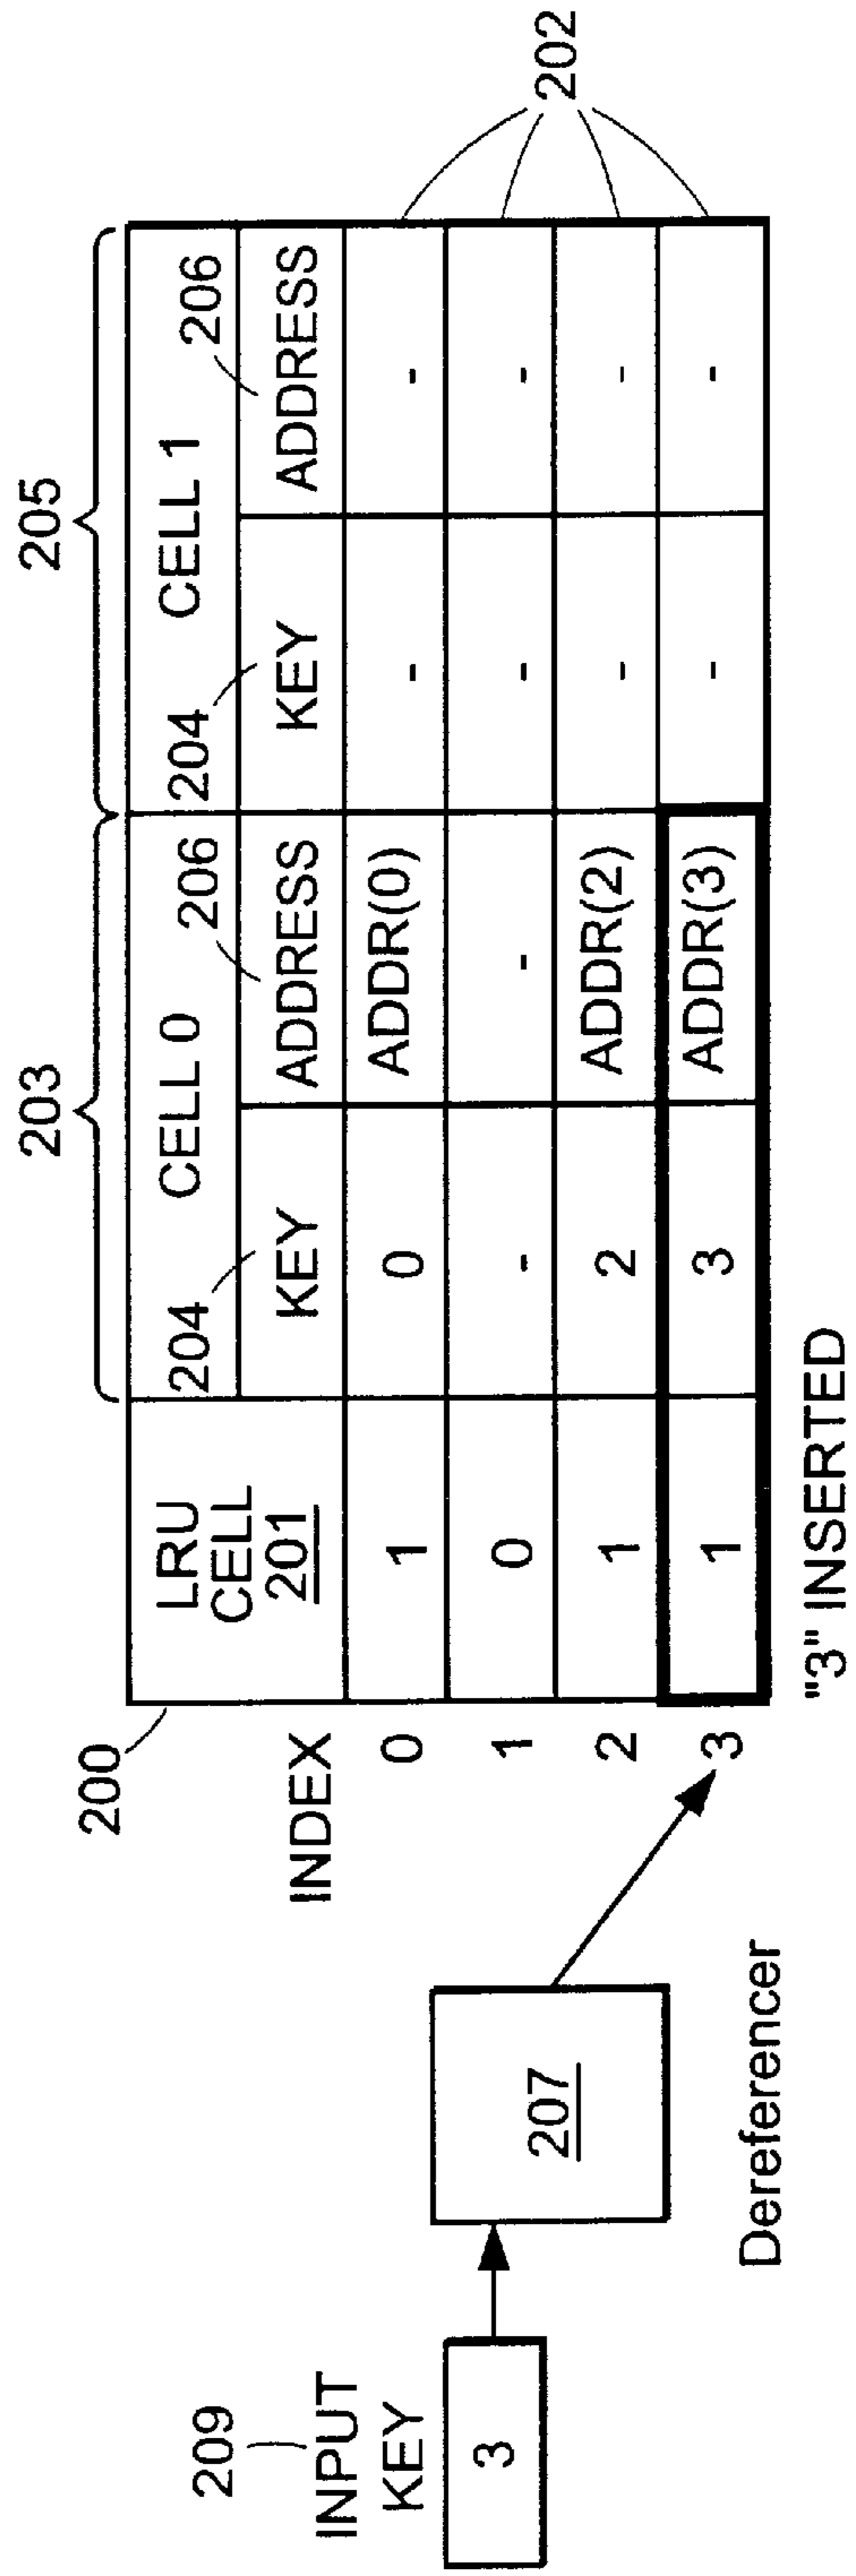 203
205
200
LRU
CELL
201
204
CELL 0
206
204
CELL 1
206
INDEX
KEY
ADDRESS
KEY
ADDRESS
209
INPUT
KEY
0
1
0
ADDR(0)
-
-
1
0
-
-
-
-
202
3
207
2
1
2
ADDR(2)
-
-
3
1
3
ADDR(3)
-
-
Dereferencer
"3" INSERTED